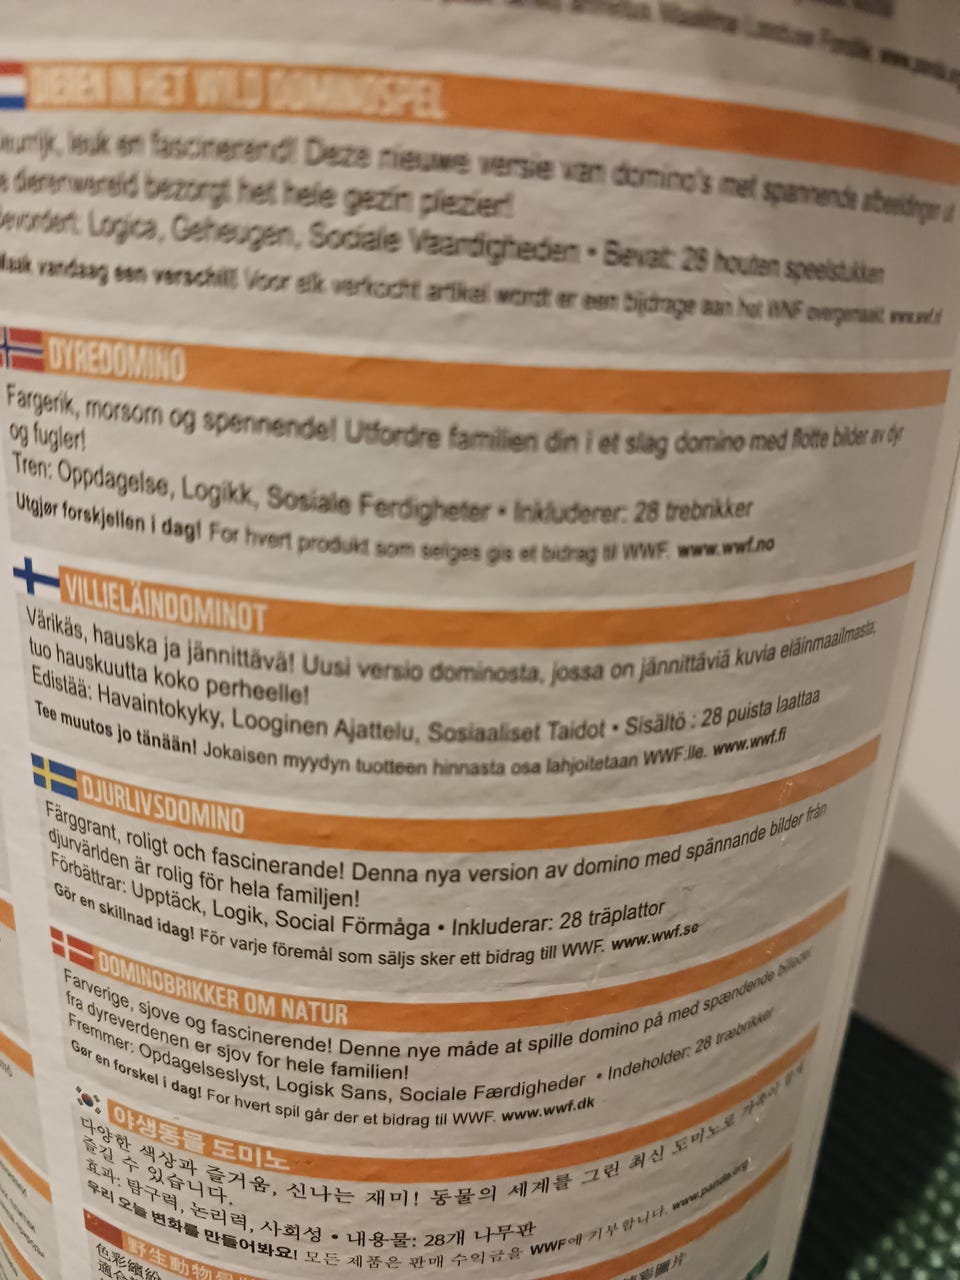 DIEREN IN HET WILD DOMINOSPEL
leuk en fascinerend! Deze nieuwe versie van domino's met spannende afbeeldingen
dierenwereld bezorgt het hele gezin plezier!
Logica, Geheugen, Sociale Vaardigheden • Bevat: 28 houten speelstukken
vandaag een verschil! Voor elk verkocht artikel wordt er een bijdrage aan het WNF overgemaakt.
DYREDOMINO
Fargerik, morsom og spennende! Utfordre familien din i et slag domino med flotte bilder av dyr
og fugler!
Tren: Oppdagelse, Logikk, Sosiale Ferdigheter • Inkluderer: 28 trebrikker
Utgjør forskjellen i dag! For hvert produkt som selges gis et bidrag til WWF. www.wwf.no
VILLIELÄINDOMINOT
Värikäs, hauska ja jännittävä! Uusi versio dominosta, jossa on jännittäviä kuvia eläinmaailmasta,
tuo hauskuutta koko perheelle!
Edistää: Havaintokyky, Looginen Ajattelu, Sosiaaliset Taidot • Sisältö : 28 puista laattaa
Tee muutos jo tänään! Jokaisen myydyn tuotteen hinnasta osa lahjoitetaan WWF:lle. www.wwf.fi
DJURLIVSDOMINO
Färggrant, roligt och fascinerande! Denna nya version av domino med spännande bilder från
djurvärlden är rolig för hela familjen!
Förbättrar: Upptäck, Logik, Social Förmåga • Inkluderar: 28 träplattor
Gör en skillnad idag! För varje föremål som säljs sker ett bidrag till WWF. www.wwf.se
DOMINOBRIKKER OM NATUR
Farverige, sjove og fascinerende! Denne nye måde at spille domino på med spændende billeder
fra dyreverdenen er sjov for hele familien!
Fremmer: Opdagelseslyst, Logisk Sans, Sociale Færdigheder • Indeholder: 28 træbrikker
Gør en forskel i dag! For hvert spil går der et bidrag til WWF. www.wwf.dk
야생동물 도미노
다양한 색상과 즐거움, 신나는 재미! 동물의 세계를 그린 최신 도미노로 가족이 함께
즐길 수 있습니다.
효과: 탐구력, 논리력, 사회성 • 내용물: 28개 나무판
우리 오늘 변화를 만들어봐요! 모든 제품은 판매 수익금을 WWF에 기부합니다. www.panda.org
野生動物
色彩繽紛
適合